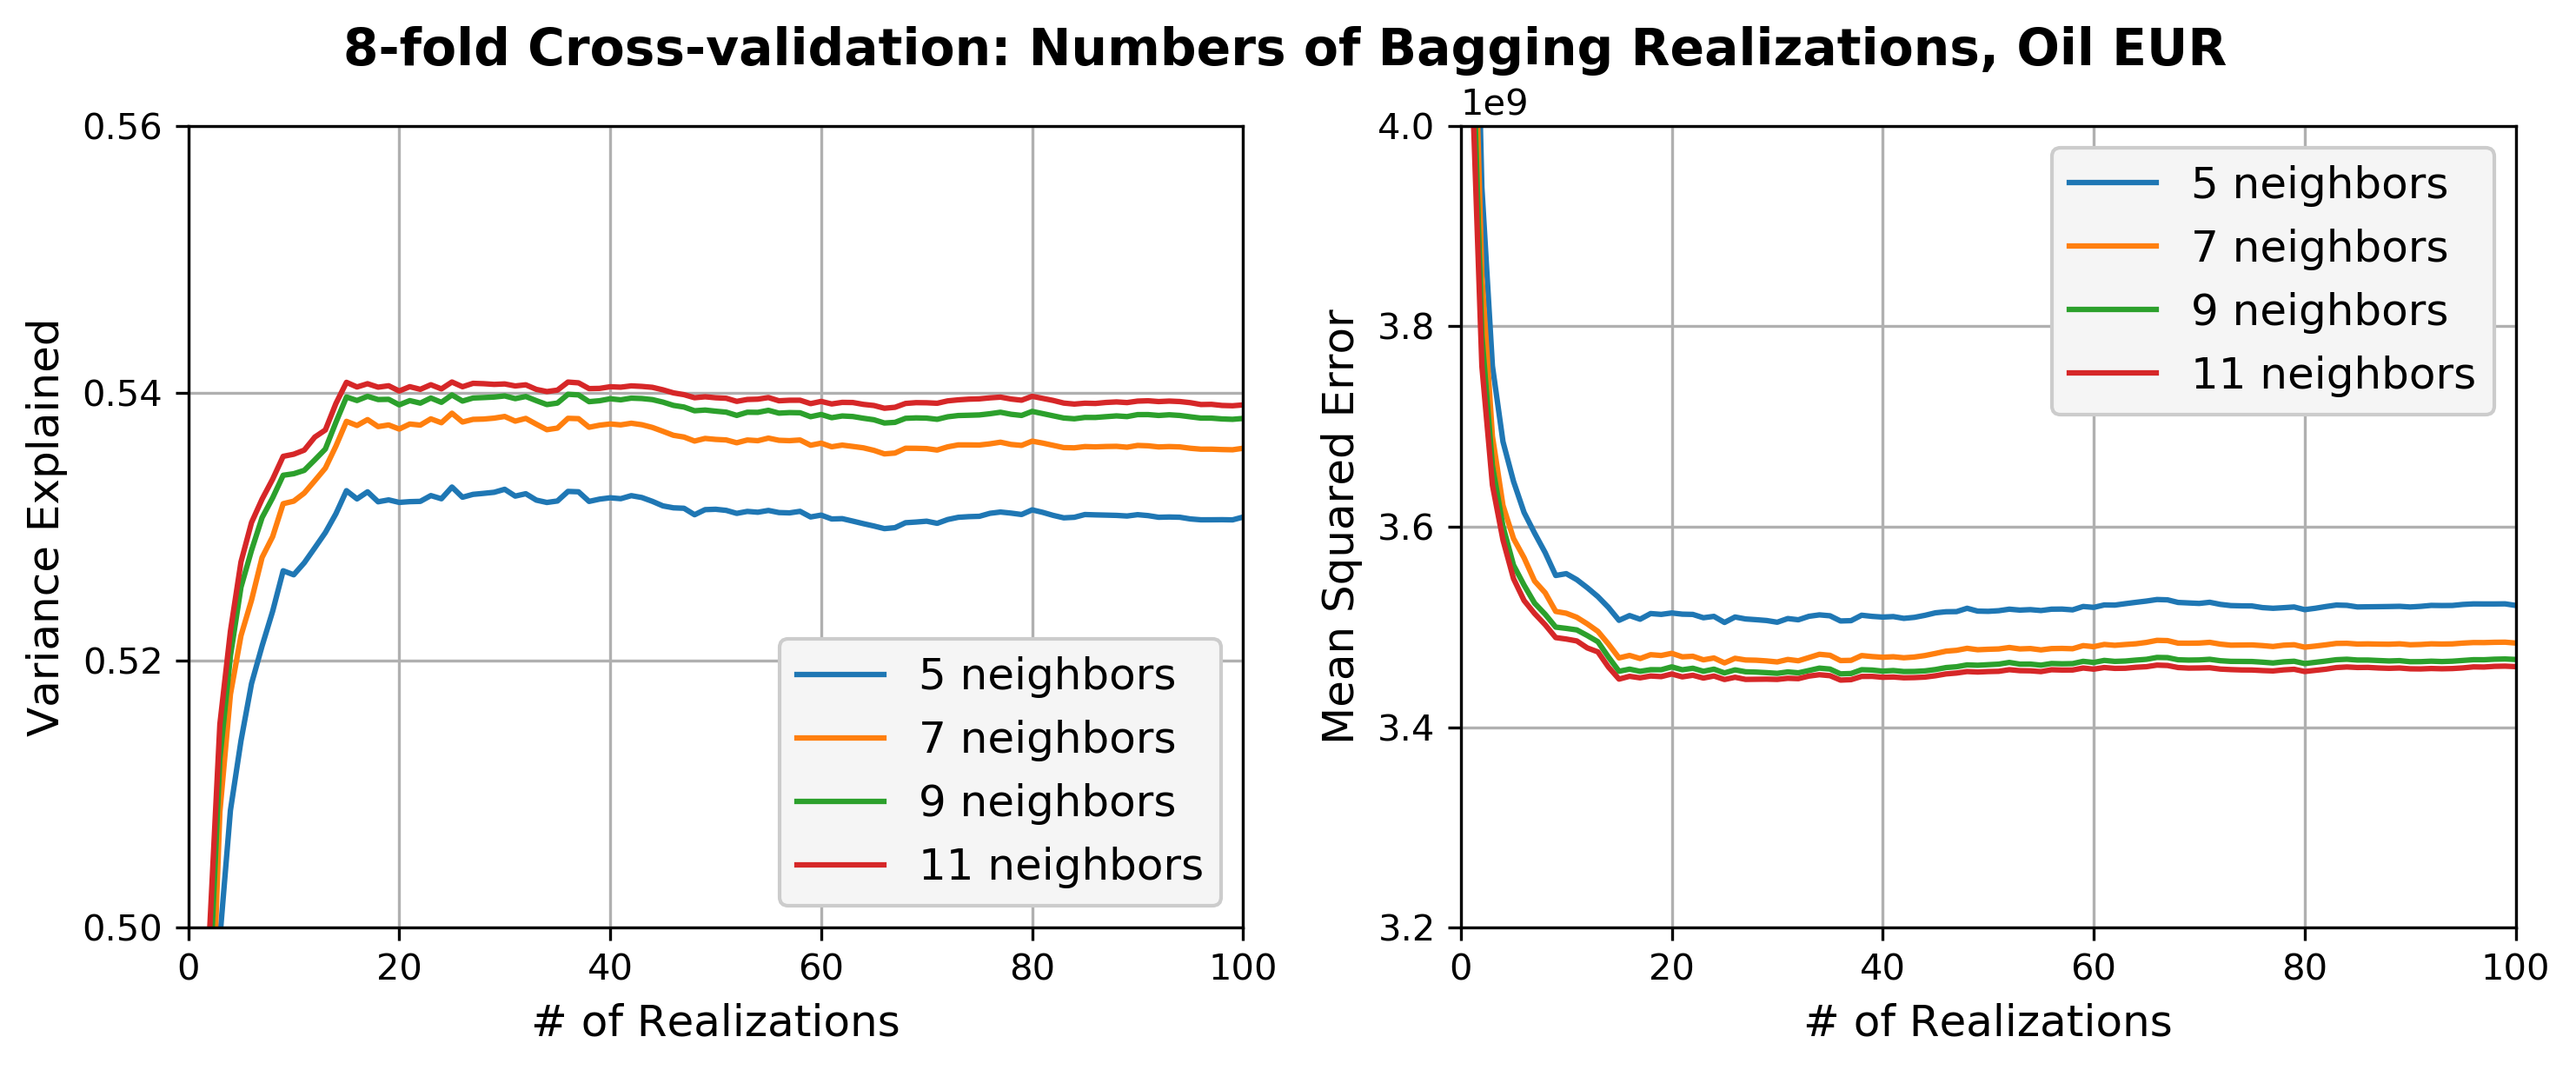 8-fold Cross-validation: Numbers of Bagging Realizations, Oil EUR
Variance Explained
0.56
0.54
0.52
0.50
0 20 40 60 80 100
# of Realizations
5 neighbors
7 neighbors
9 neighbors
11 neighbors
Mean Squared Error
1e9
4.0
3.8
3.6
3.4
3.2
0 20 40 60 80 100
# of Realizations
5 neighbors
7 neighbors
9 neighbors
11 neighbors